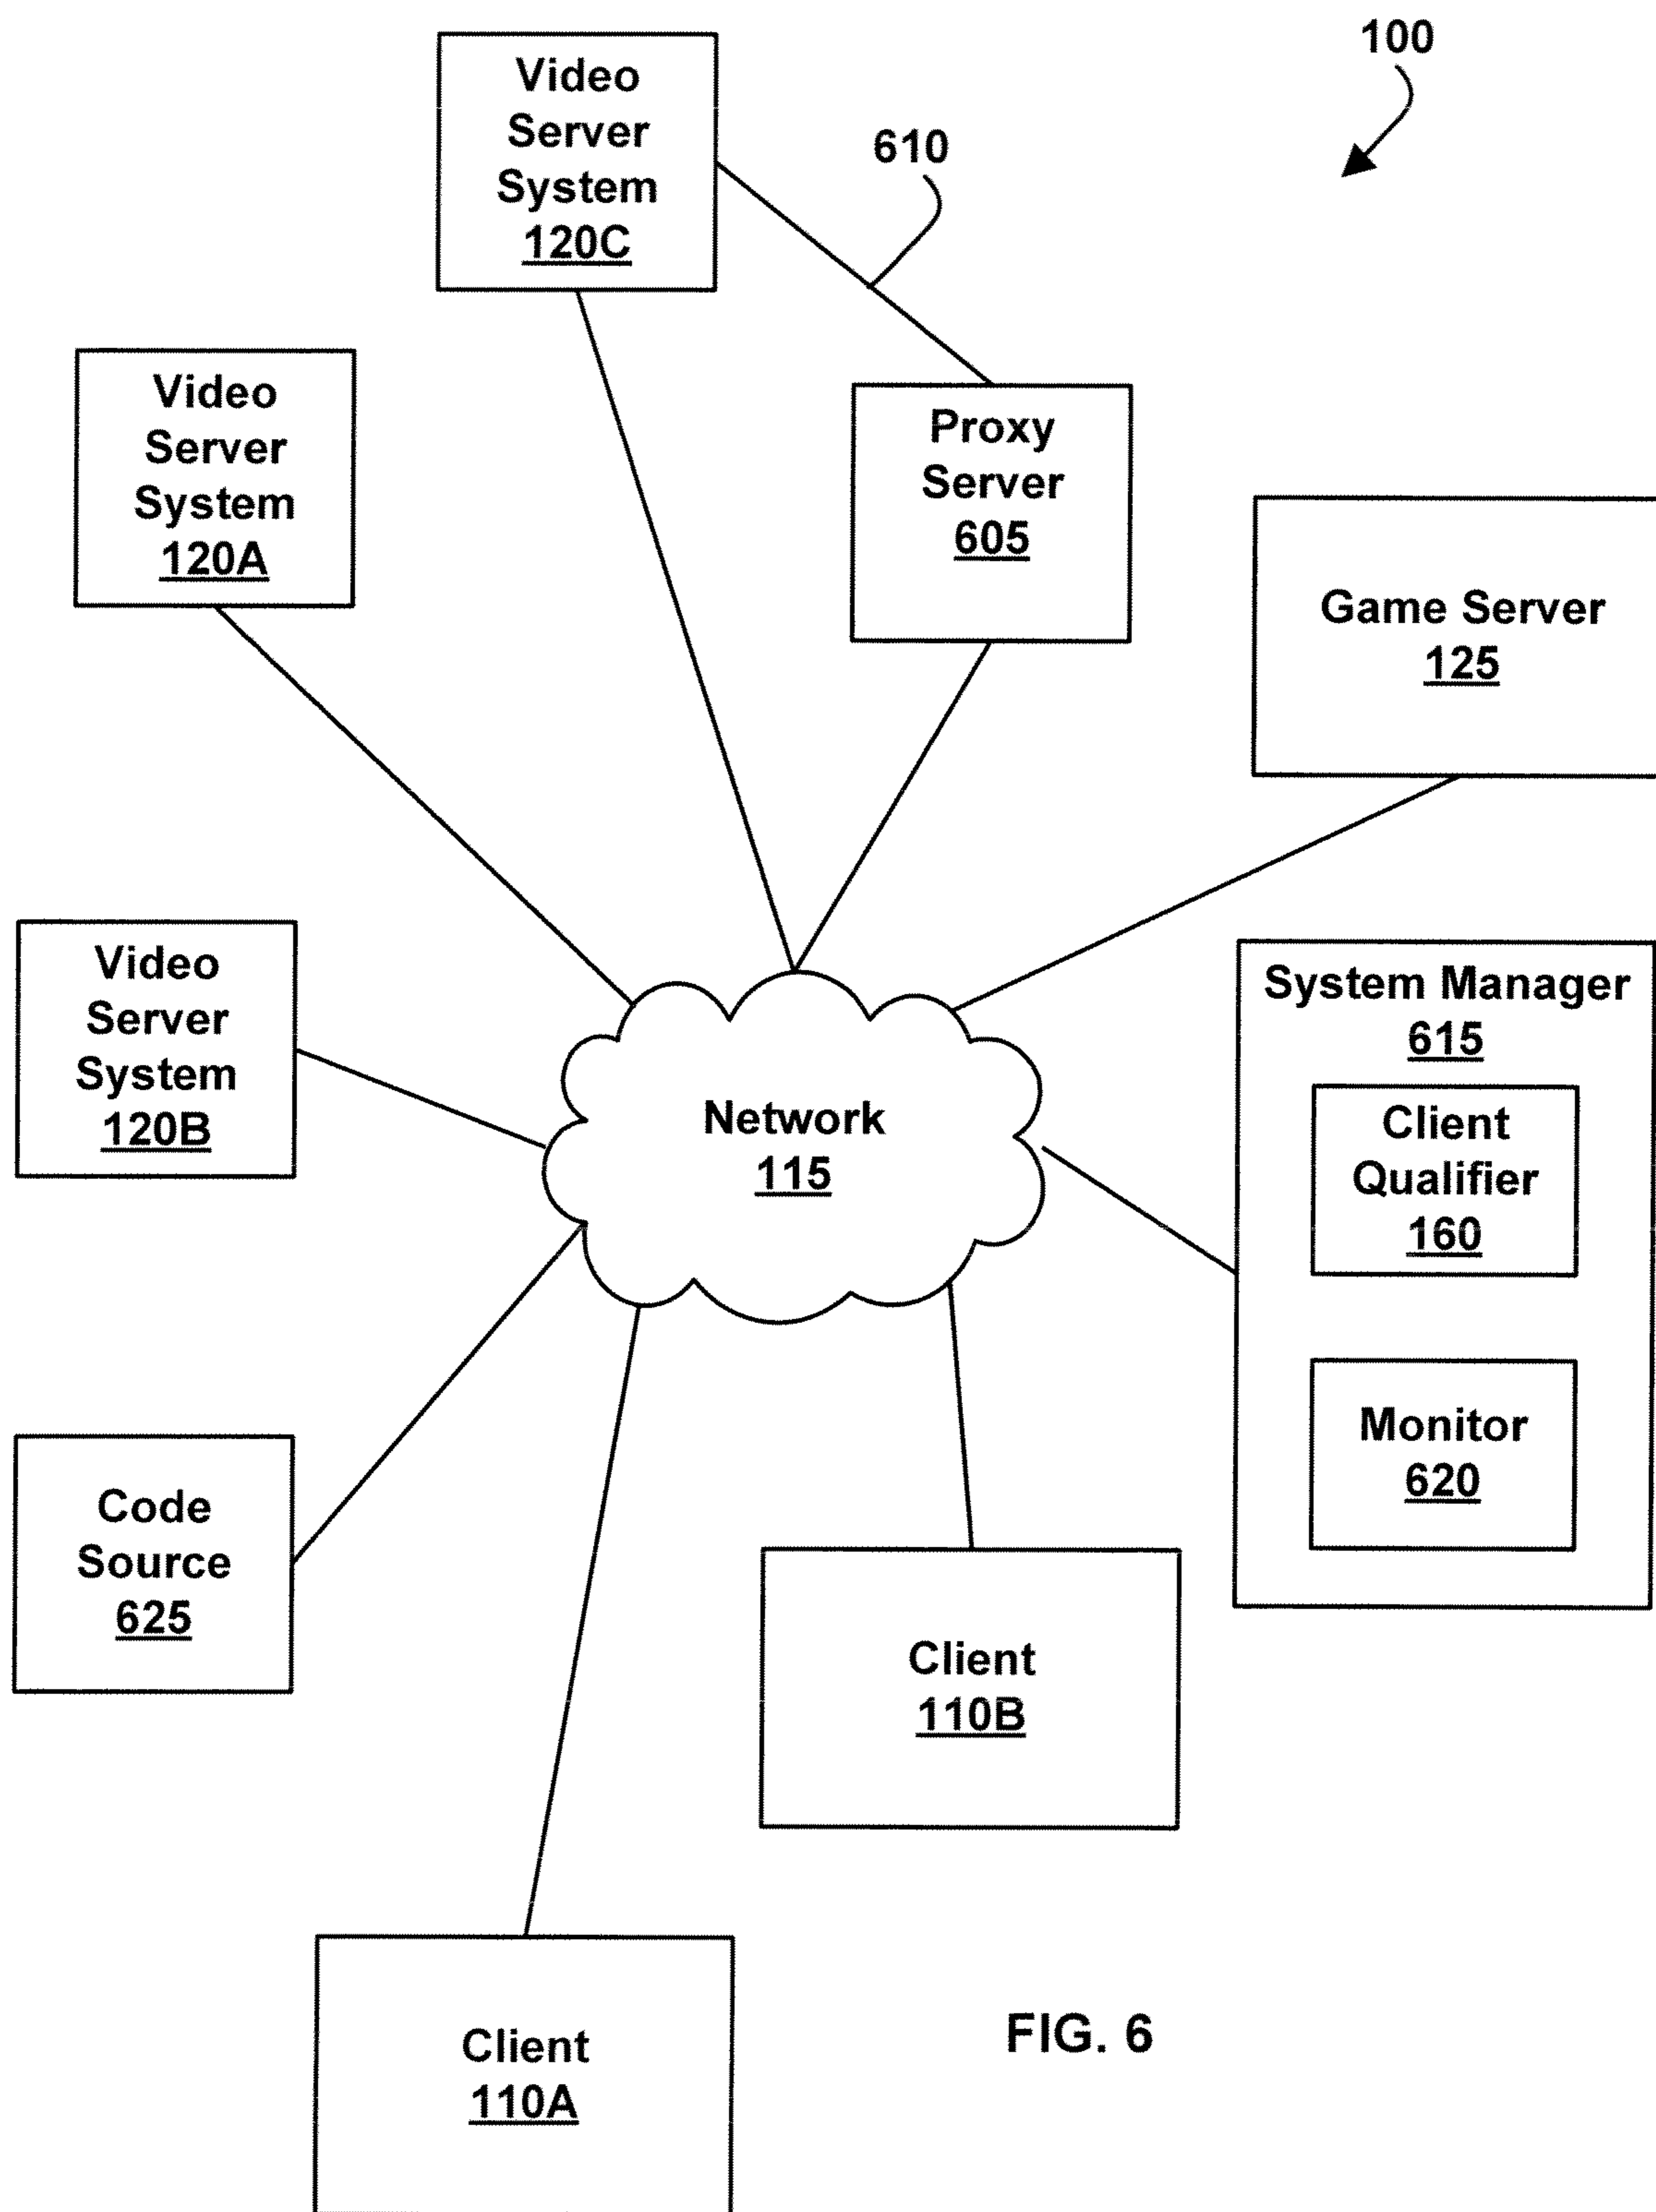 100
Video
Server
System
120C
610
Video
Server
System
120A
Proxy
Server
605
Game Server
125
Video
Server
System
120B
System Manager
615
Client
Qualifier
160
Network
115
Monitor
620
Code
Source
625
Client
110B
Client
110A
FIG. 6